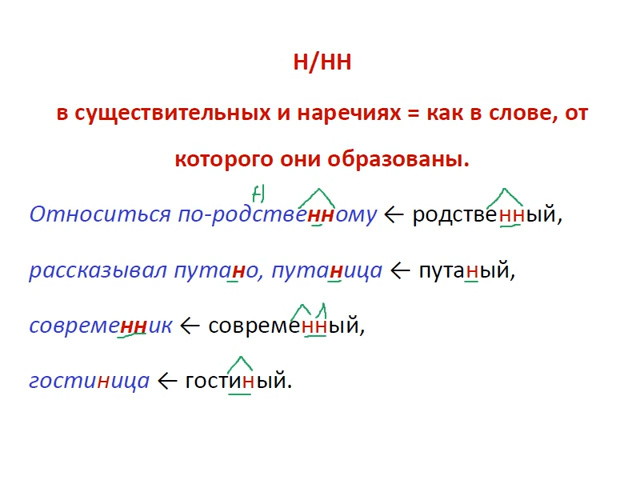 Н/НН
в существительных и наречиях = как в слове, от
которого они образованы.
Относиться по-родственному ← родственный,
рассказывал путано, путаница ← путаный,
современник ← современный,
гостиница ← гостиный.